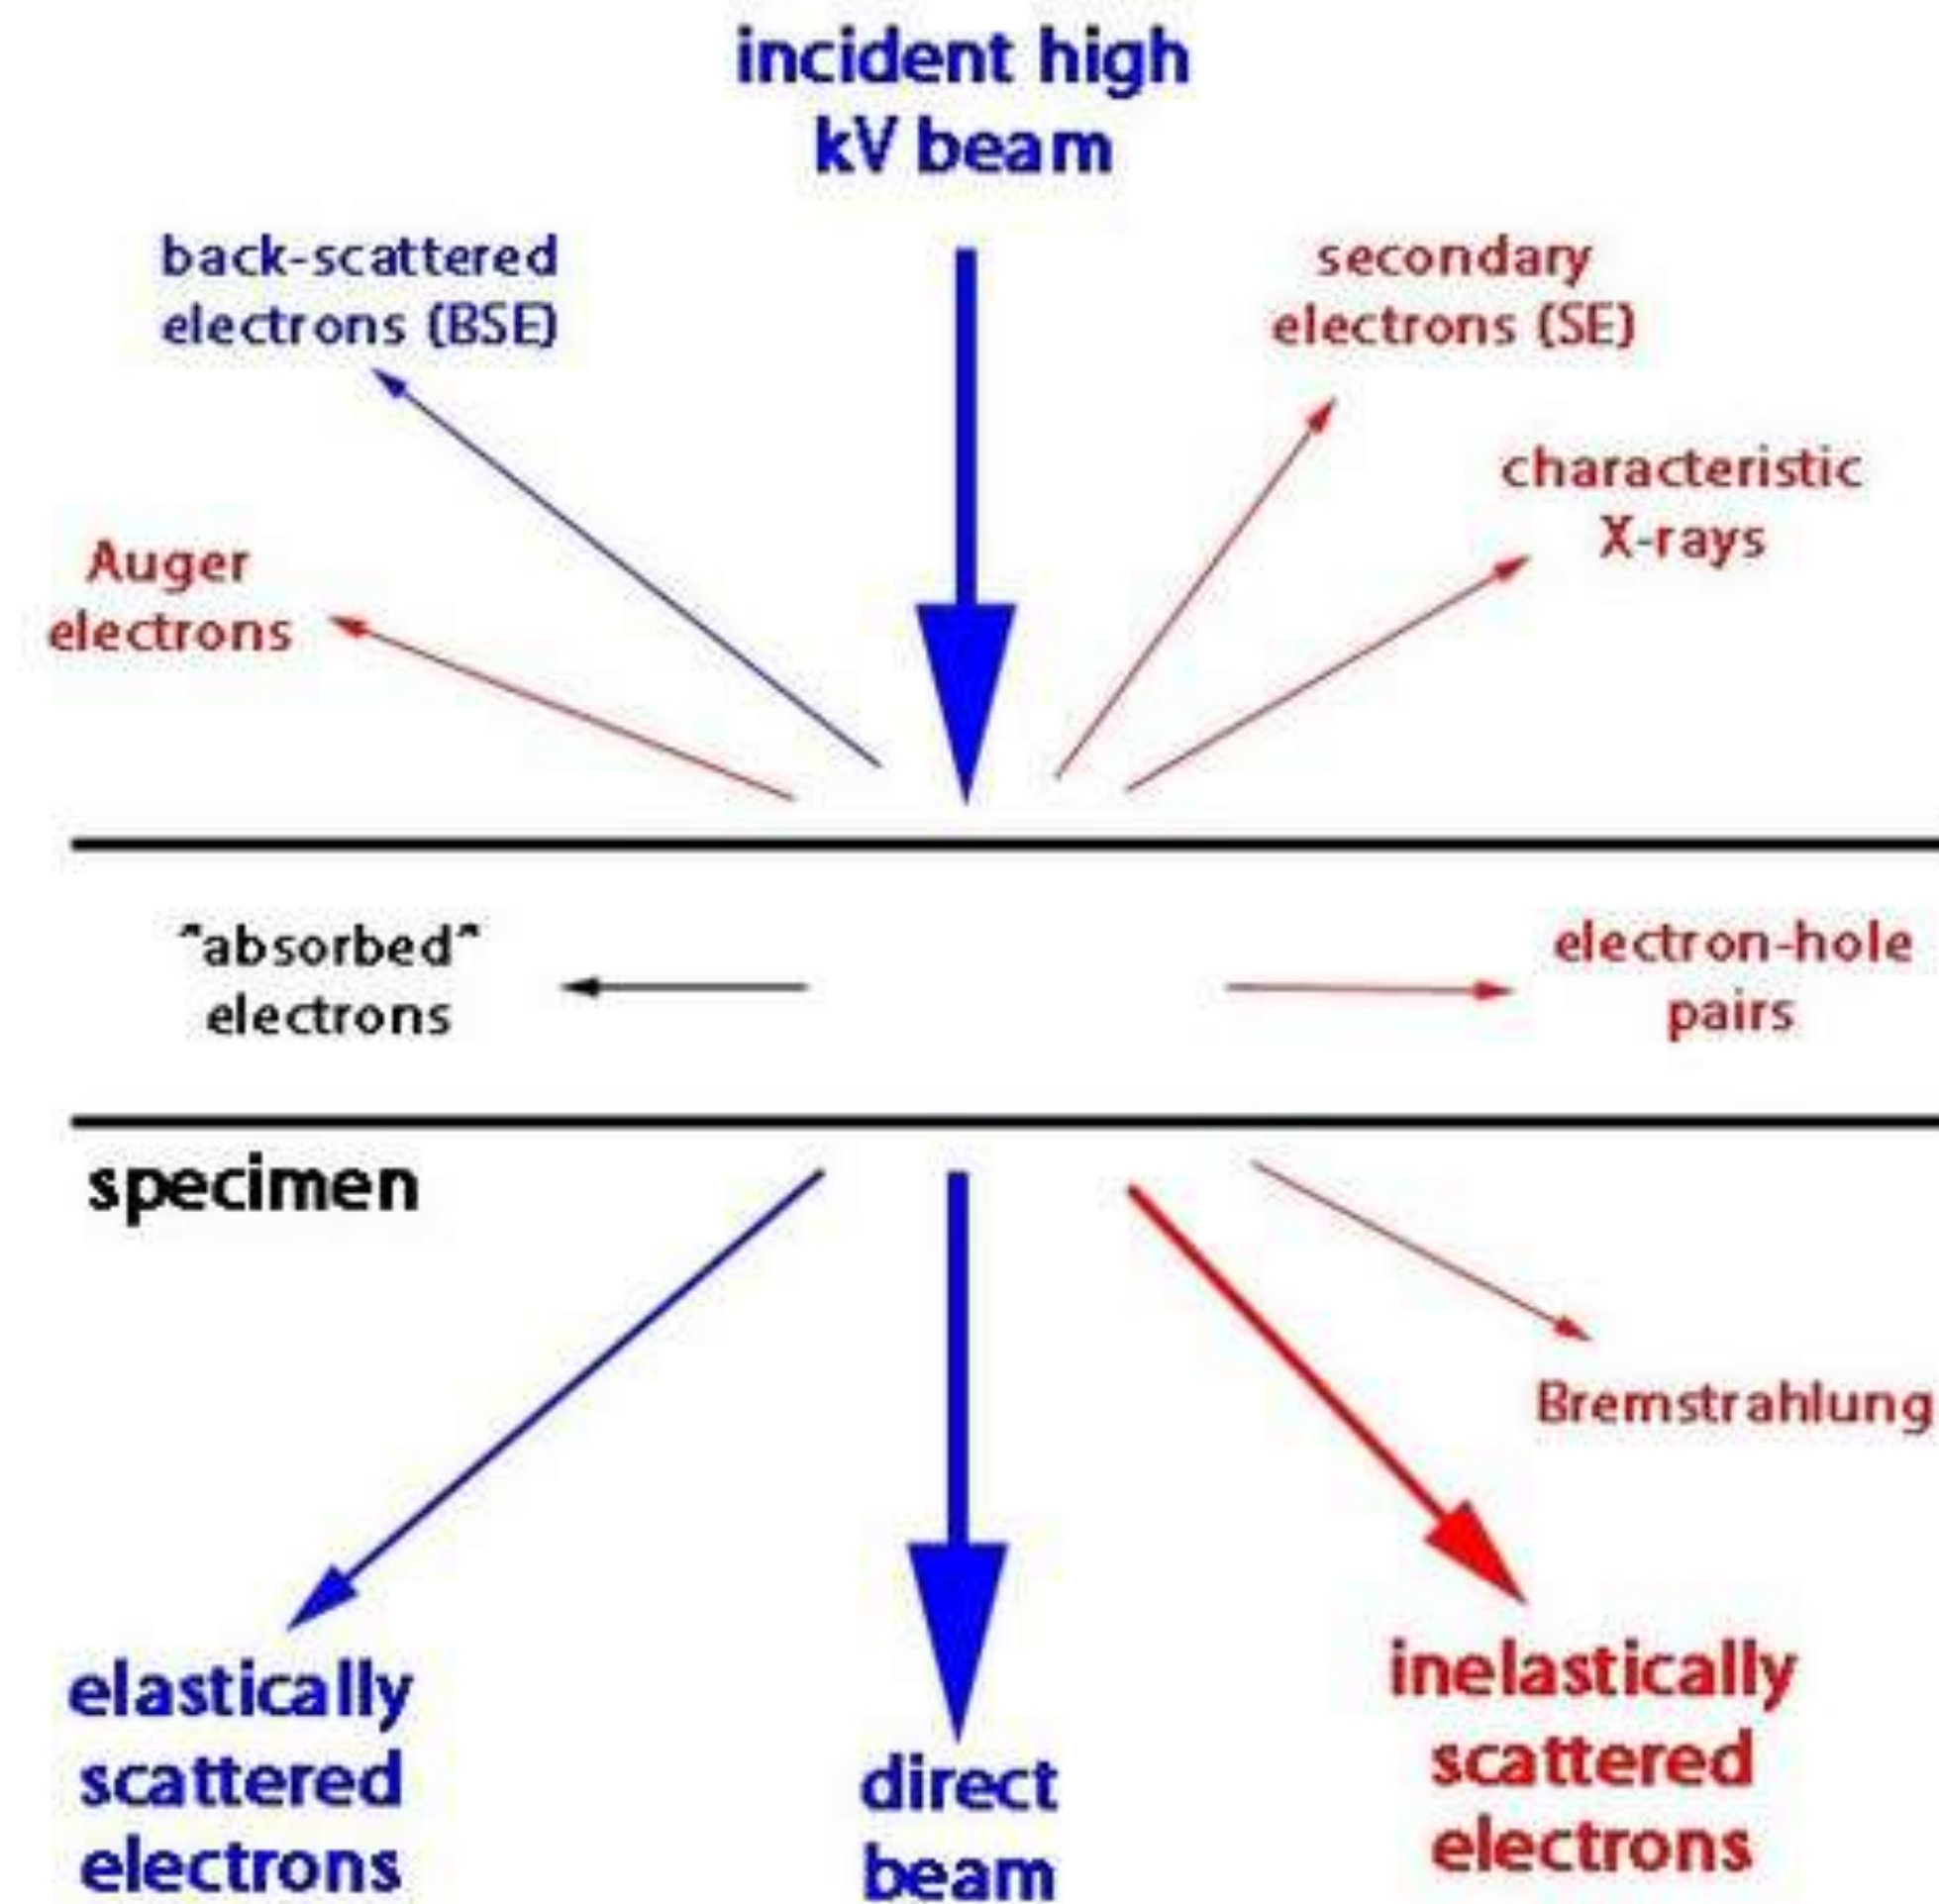 incident high
kV beam
back-scattered
electrons (BSE)
secondary
electrons (SE)
characteristic
X-rays
Auger
electrons
"absorbed"
electrons
electron-hole
pairs
specimen
Bremstrahlung
elastically
scattered
electrons
direct
beam
inelastically
scattered
electrons